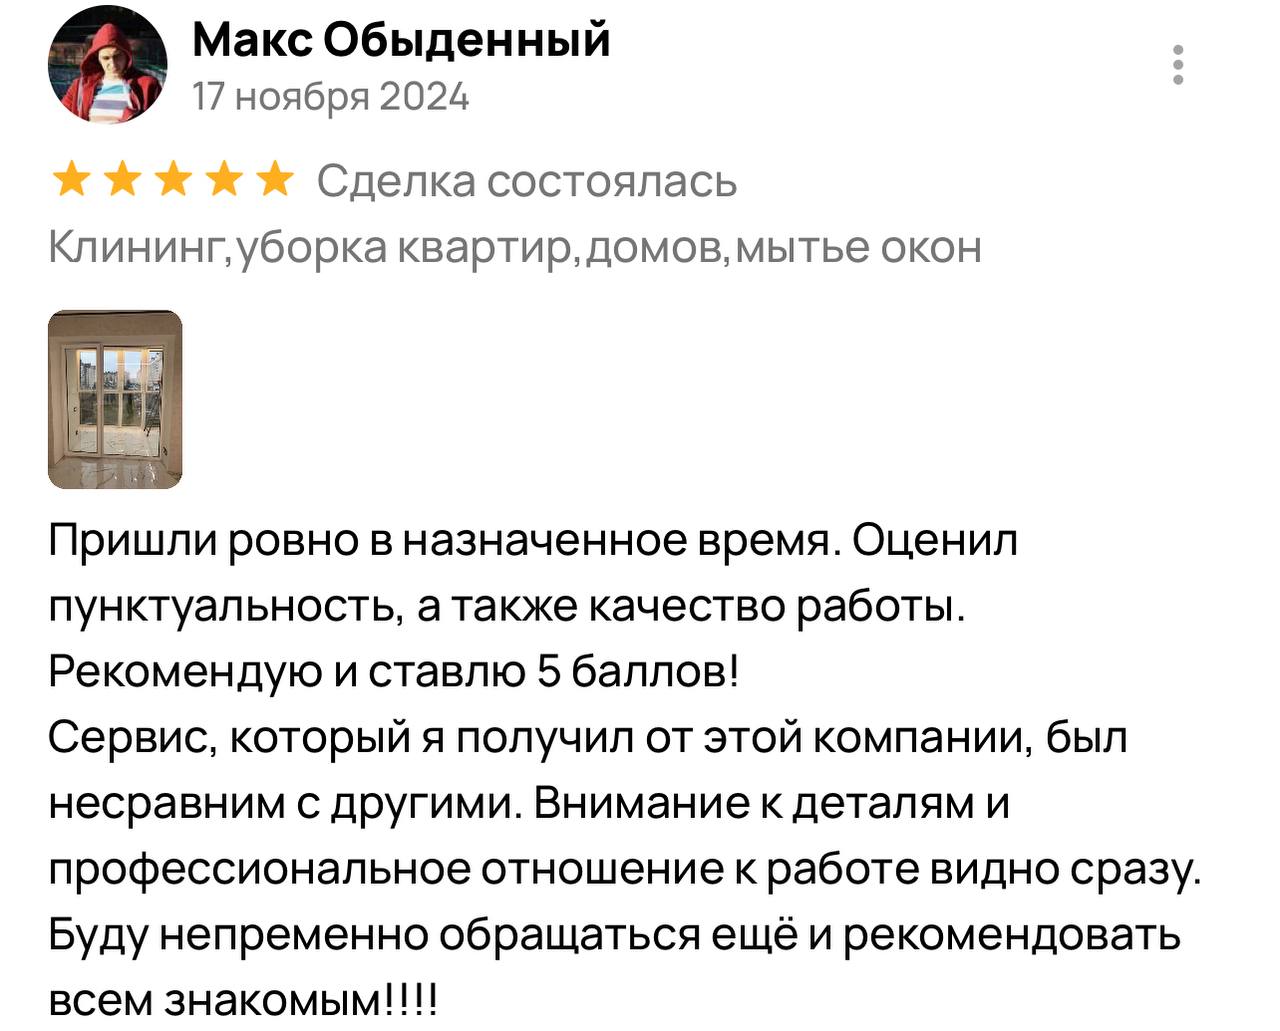 Макс Обыденный
17 ноября 2024
Сделка состоялась
Клининг,уборка квартир,домов,мытье окон
Пришли ровно в назначенное время. Оценил
пунктуальность, а также качество работы.
Рекомендую и ставлю 5 баллов!
Сервис, который я получил от этой компании, был
несравним с другими. Внимание к деталям и
профессиональное отношение к работе видно сразу.
Буду непременно обращаться ещё и рекомендовать
всем знакомым!!!!